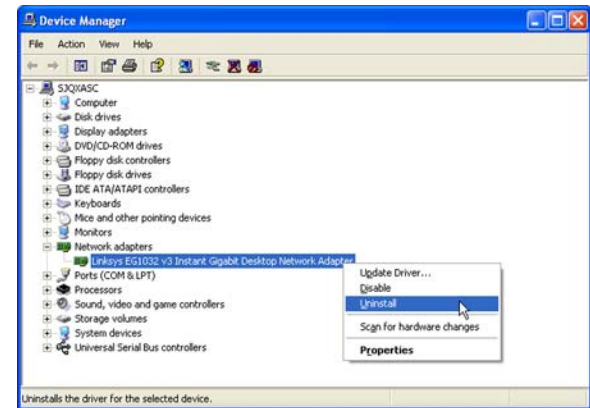 Device Manager
File Action View Help
SJQXASC
Computer
Disk drives
Display adapters
DVD/CD-ROM drives
Floppy disk controllers
Floppy disk drives
IDE ATA/ATAPI controllers
Keyboards
Mice and other pointing devices
Monitors
Network adapters
Linksys EG1032 v3 Instant Gigabit Desktop Network Adapter
Ports (COM & LPT)
Processors
Sound, video and game controllers
Storage volumes
System devices
Universal Serial Bus controllers
Update Driver...
Disable
Uninstall
Scan for hardware changes
Properties
Uninstalls the driver for the selected device.